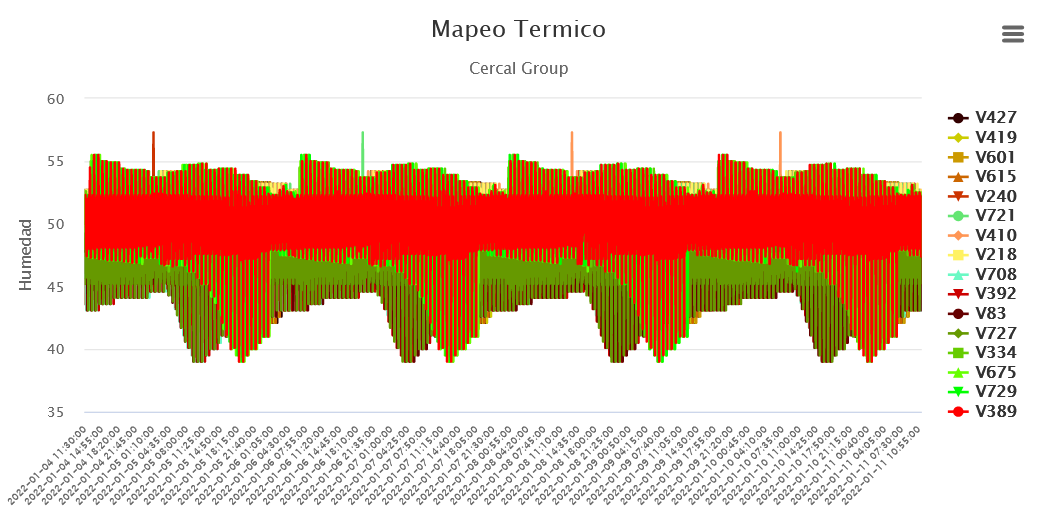 Mapeo Termico
Cercal Group
Humedad
60
55
50
45
40
35
V427
V419
V601
V615
V240
V721
V410
V218
V708
V392
V83
V727
V334
V675
V729
V389
2022-01-04 11:30:00
2022-01-04 14:55:00
2022-01-04 18:20:00
2022-01-04 21:45:00
2022-01-05 01:10:00
2022-01-05 04:35:00
2022-01-05 08:00:00
2022-01-05 11:25:00
2022-01-05 14:50:00
2022-01-05 18:15:00
2022-01-05 21:40:00
2022-01-06 01:05:00
2022-01-06 04:30:00
2022-01-06 07:55:00
2022-01-06 11:20:00
2022-01-06 14:45:00
2022-01-06 18:10:00
2022-01-06 21:35:00
2022-01-07 01:00:00
2022-01-07 04:25:00
2022-01-07 07:50:00
2022-01-07 11:15:00
2022-01-07 14:40:00
2022-01-07 18:05:00
2022-01-07 21:30:00
2022-01-08 00:55:00
2022-01-08 04:20:00
2022-01-08 07:45:00
2022-01-08 11:10:00
2022-01-08 14:35:00
2022-01-08 18:00:00
2022-01-08 21:25:00
2022-01-09 00:50:00
2022-01-09 04:15:00
2022-01-09 07:40:00
2022-01-09 11:05:00
2022-01-09 14:30:00
2022-01-09 17:55:00
2022-01-09 21:20:00
2022-01-10 00:45:00
2022-01-10 04:10:00
2022-01-10 07:35:00
2022-01-10 11:00:00
2022-01-10 14:25:00
2022-01-10 17:50:00
2022-01-10 21:15:00
2022-01-11 00:40:00
2022-01-11 04:05:00
2022-01-11 07:30:00
2022-01-11 10:55:00